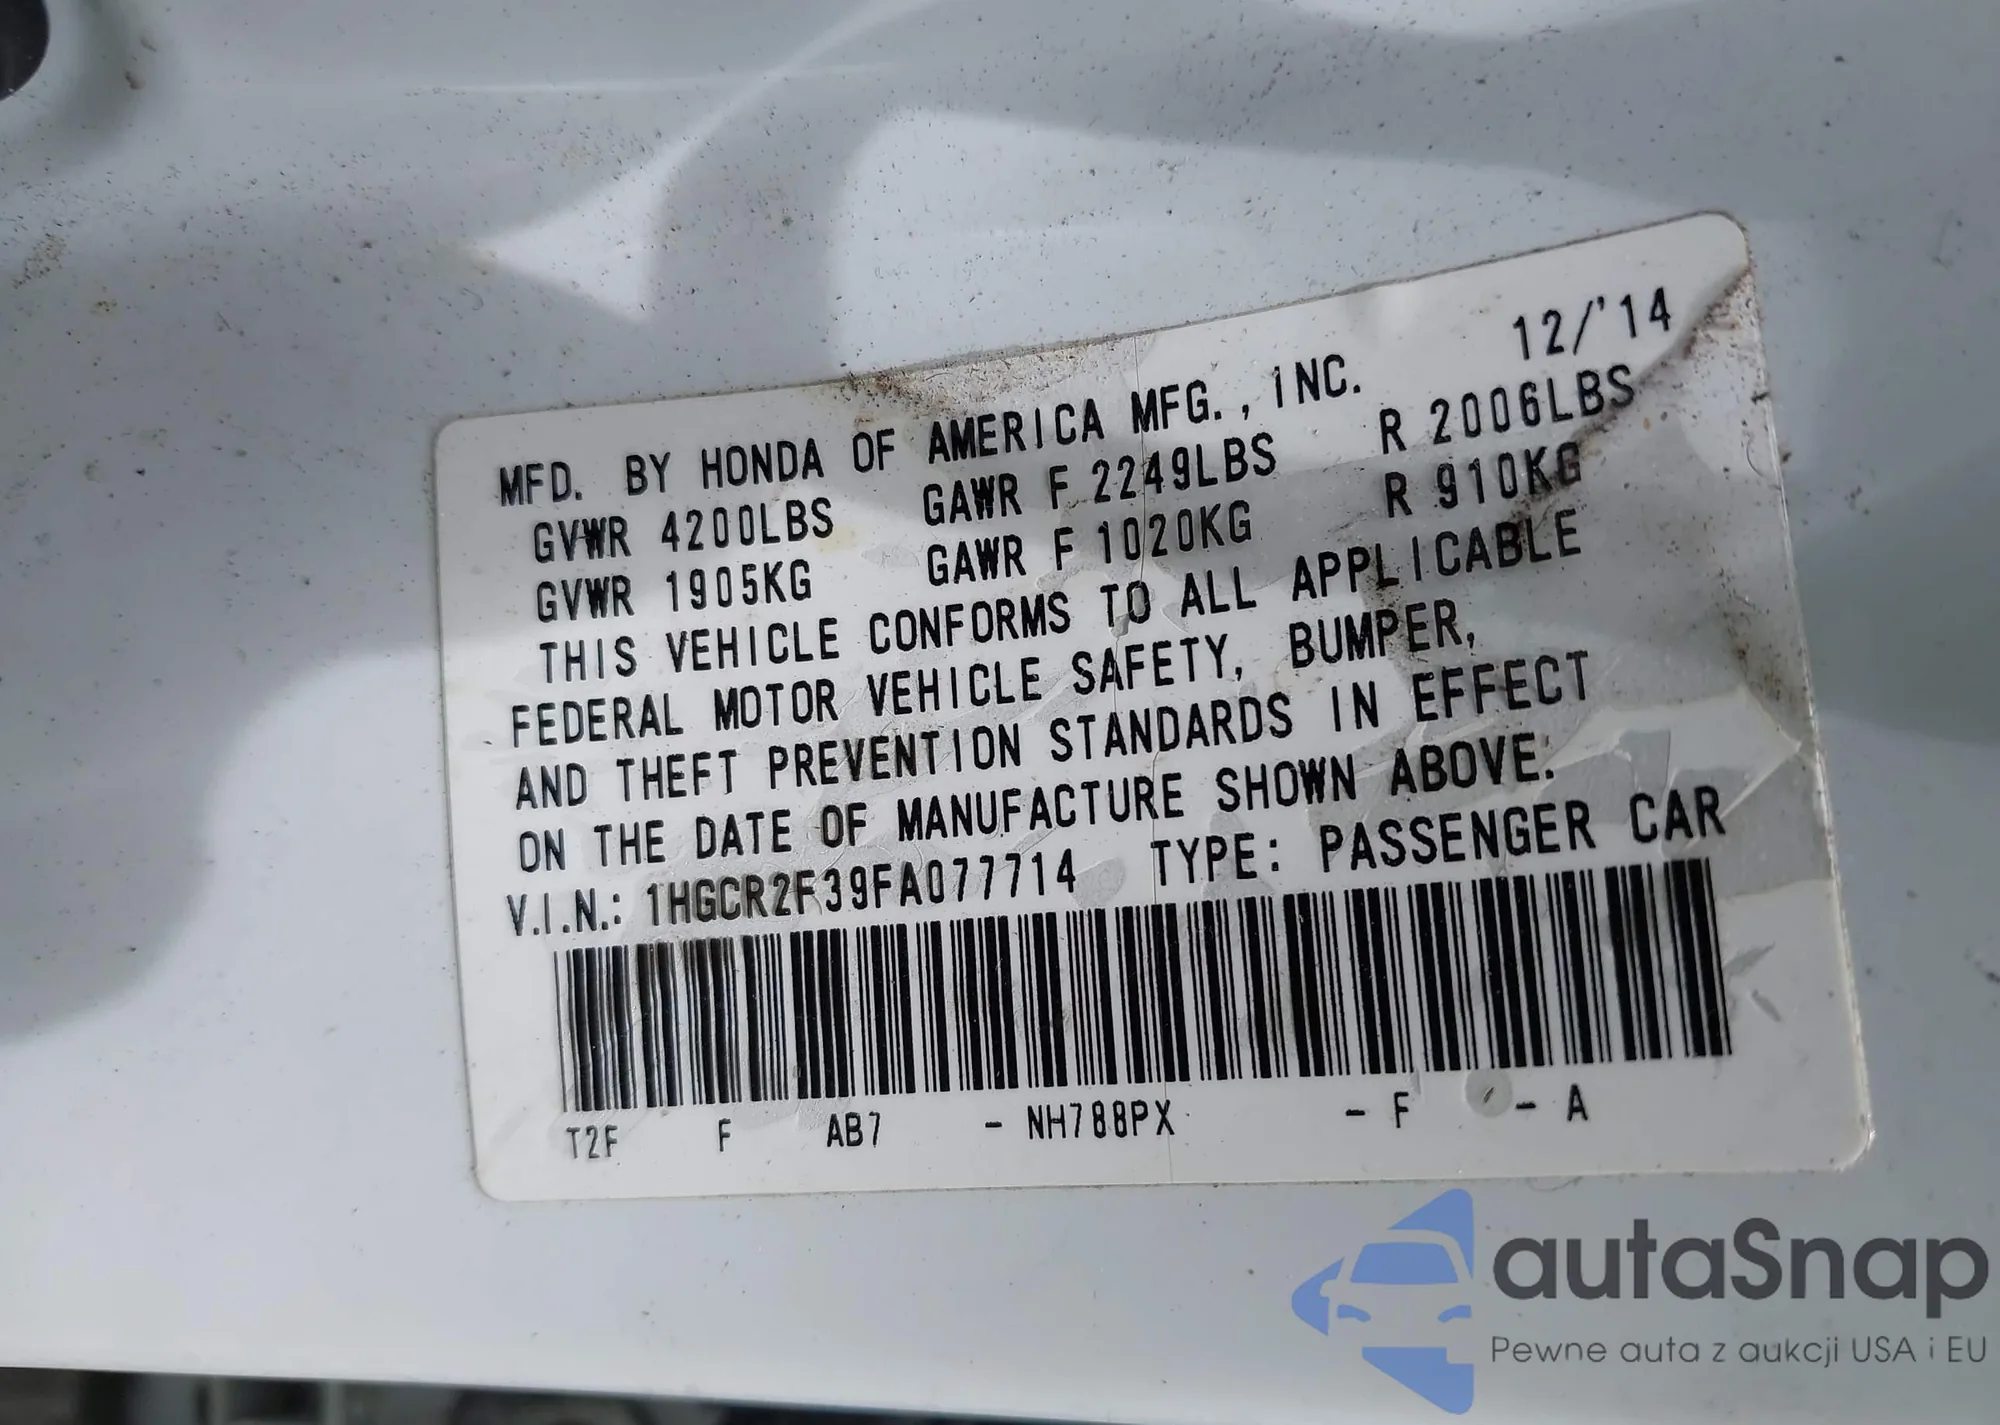 12/'14
MFD. BY HONDA OF AMERICA MFG., INC.
GVWR 4200LBS GAWR F 2249LBS R 2006LBS
GVWR 1905KG GAWR F 1020KG R 910KG
THIS VEHICLE CONFORMS TO ALL APPLICABLE
FEDERAL MOTOR VEHICLE SAFETY, BUMPER,
AND THEFT PREVENTION STANDARDS IN EFFECT
ON THE DATE OF MANUFACTURE SHOWN ABOVE.
V.I.N.: 1HGCR2F39FA077714 TYPE: PASSENGER CAR
T2F F AB7 - NH788PX - F - A
autaSnap
Pewne auta z aukcji USA i EU